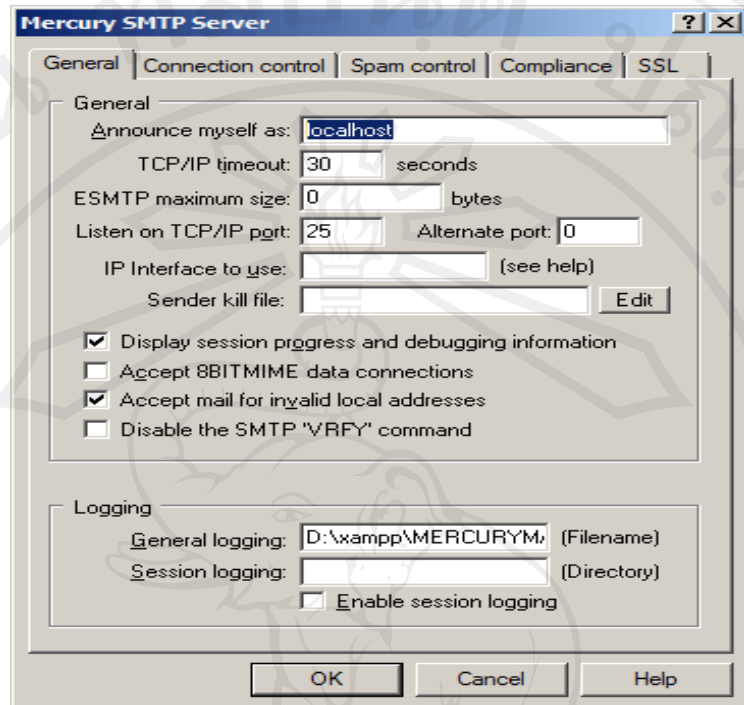 Mercury SMTP Server
General Connection control Spam control Compliance SSL
General
Announce myself as: localhost
TCP/IP timeout: 30 seconds
ESMTP maximum size: 0 bytes
Listen on TCP/IP port: 25 Alternate port: 0
IP Interface to use: (see help)
Sender kill file: Edit
Display session progress and debugging information
Accept 8BITMIME data connections
Accept mail for invalid local addresses
Disable the SMTP 'VRFY' command
Logging
General logging: D:\xampp\MERCURYM (Filename)
Session logging: (Directory)
Enable session logging
OK Cancel Help